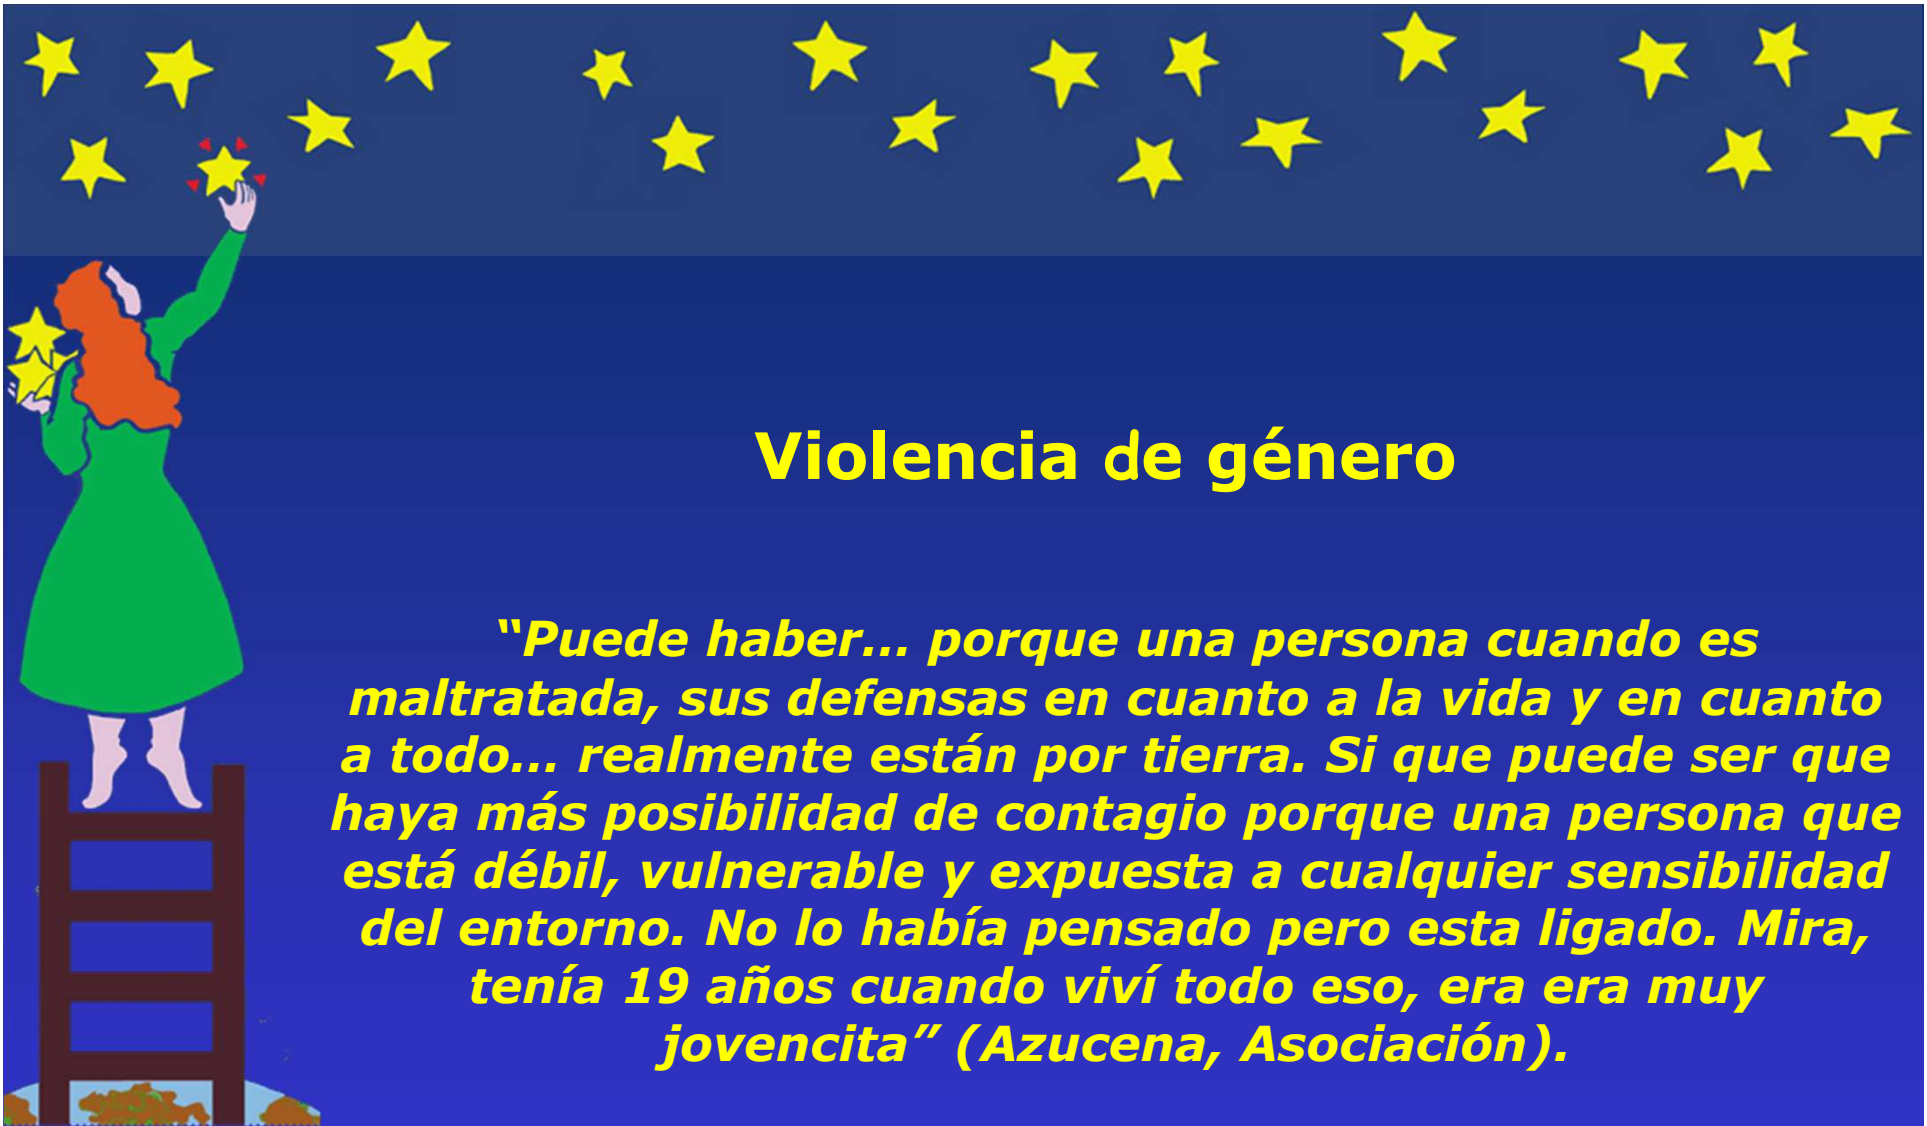 Violencia de género
“Puede haber… porque una persona cuando es
maltratada, sus defensas en cuanto a la vida y en cuanto
a todo… realmente están por tierra. Si que puede ser que
haya más posibilidad de contagio porque una persona que
está débil, vulnerable y expuesta a cualquier sensibilidad
del entorno. No lo había pensado pero esta ligado. Mira,
tenía 19 años cuando viví todo eso, era era muy
jovencita” (Azucena, Asociación).